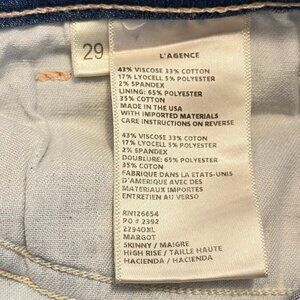 29
L'AGENCE
43% VISCOSE 33% COTTON
17% LYOCELL 5% POLYESTER
2% SPANDEX
LINING: 65% POLYESTER
35% COTTON
MADE IN THE USA
WITH IMPORTED MATERIALS
CARE INSTRUCTIONS ON REVERSE
43% VISCOSE 33% COTTON
17% LYOCELL 5% POLYESTER
2% SPANDEX
DOUBLURE: 65% POLYESTER
35% COTTON
FABRIQUE DANS LA ETATS-UNIS
D'AMERIQUE AVEC DES
MATERIAUX IMPORTES
ENTRETIEN AU VERSO
RN126654
PO # 2392
2294OXL
MARGOT
SKINNY / MAIGRE
HIGH RISE / TAILLE HAUTE
HACIENDA / HACIENDA